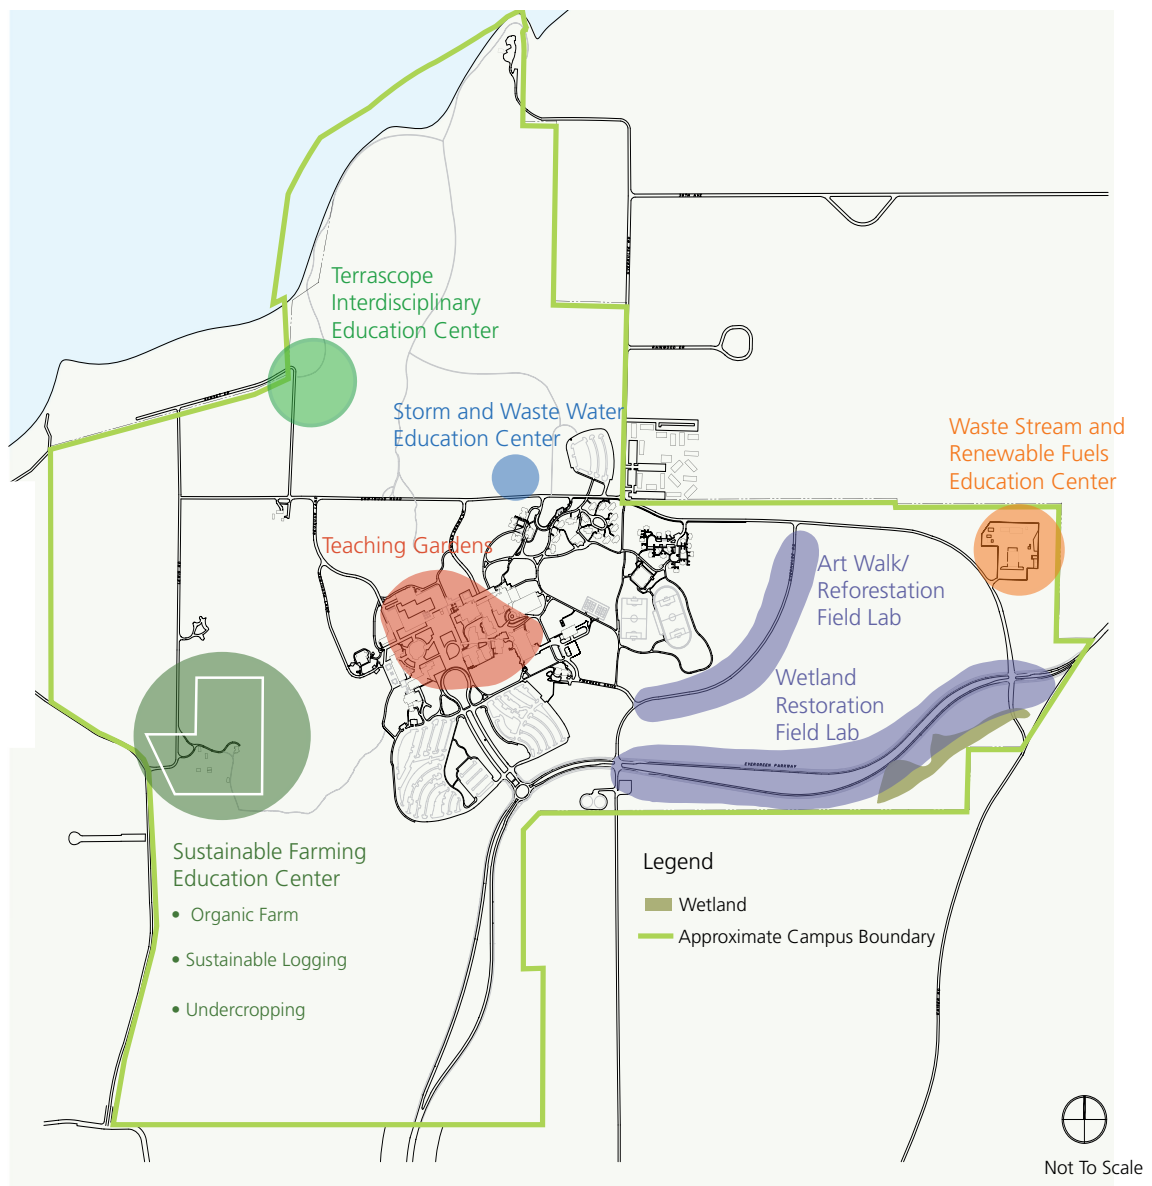 Terrascope
Interdisciplinary
Education Center
Storm and Waste Water
Education Center
Waste Stream and
Renewable Fuels
Education Center
Teaching Gardens
Art Walk/
Reforestation
Field Lab
Wetland
Restoration
Field Lab
EVERGREEN PARKWAY
Sustainable Farming
Education Center
• Organic Farm
• Sustainable Logging
• Undercropping
Legend
Wetland
Approximate Campus Boundary
Not To Scale